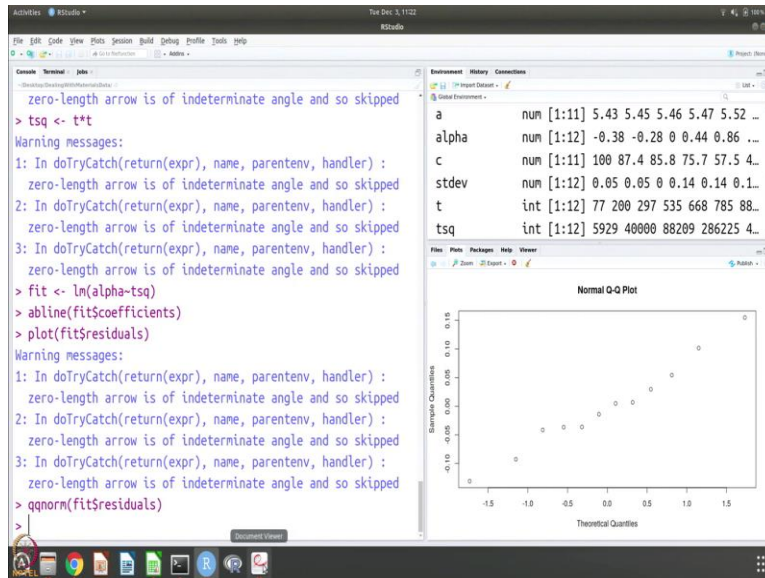 Activities RStudio Tue Dec 3, 11:22 100%
RStudio
File Edit Code View Plots Session Build Debug Profile Tools Help
Go to file/function Addins
Console Terminal Jobs
zero-length arrow is of indeterminate angle and so skipped
> tsq <- t*t
Warning messages:
1: In doTryCatch(return(expr), name, parentenv, handler) :
zero-length arrow is of indeterminate angle and so skipped
2: In doTryCatch(return(expr), name, parentenv, handler) :
zero-length arrow is of indeterminate angle and so skipped
3: In doTryCatch(return(expr), name, parentenv, handler) :
zero-length arrow is of indeterminate angle and so skipped
> fit <- lm(alpha~tsq)
> abline(fit$coefficients)
> plot(fit$residuals)
Warning messages:
1: In doTryCatch(return(expr), name, parentenv, handler) :
zero-length arrow is of indeterminate angle and so skipped
2: In doTryCatch(return(expr), name, parentenv, handler) :
zero-length arrow is of indeterminate angle and so skipped
3: In doTryCatch(return(expr), name, parentenv, handler) :
zero-length arrow is of indeterminate angle and so skipped
> qqnorm(fit$residuals)
>
Document Viewer
Environment History Connections
Import Dataset List
Global Environment
a num [1:11] 5.43 5.45 5.46 5.47 5.52 …
alpha num [1:12] -0.38 -0.28 0 0.44 0.86 .…
c num [1:11] 100 87.4 85.8 75.7 57.5 4…
stdev num [1:12] 0.05 0.05 0 0.14 0.14 0.1…
t int [1:12] 77 200 297 535 668 785 88…
tsq int [1:12] 5929 40000 88209 286225 4…
Files Plots Packages Help Viewer
Zoom Export Publish
Normal Q-Q Plot
Sample Quantiles
0.15
0.10
0.05
0.00
-0.05
-0.10
-1.5 -1.0 -0.5 0.0 0.5 1.0 1.5
Theoretical Quantiles
NPTEL